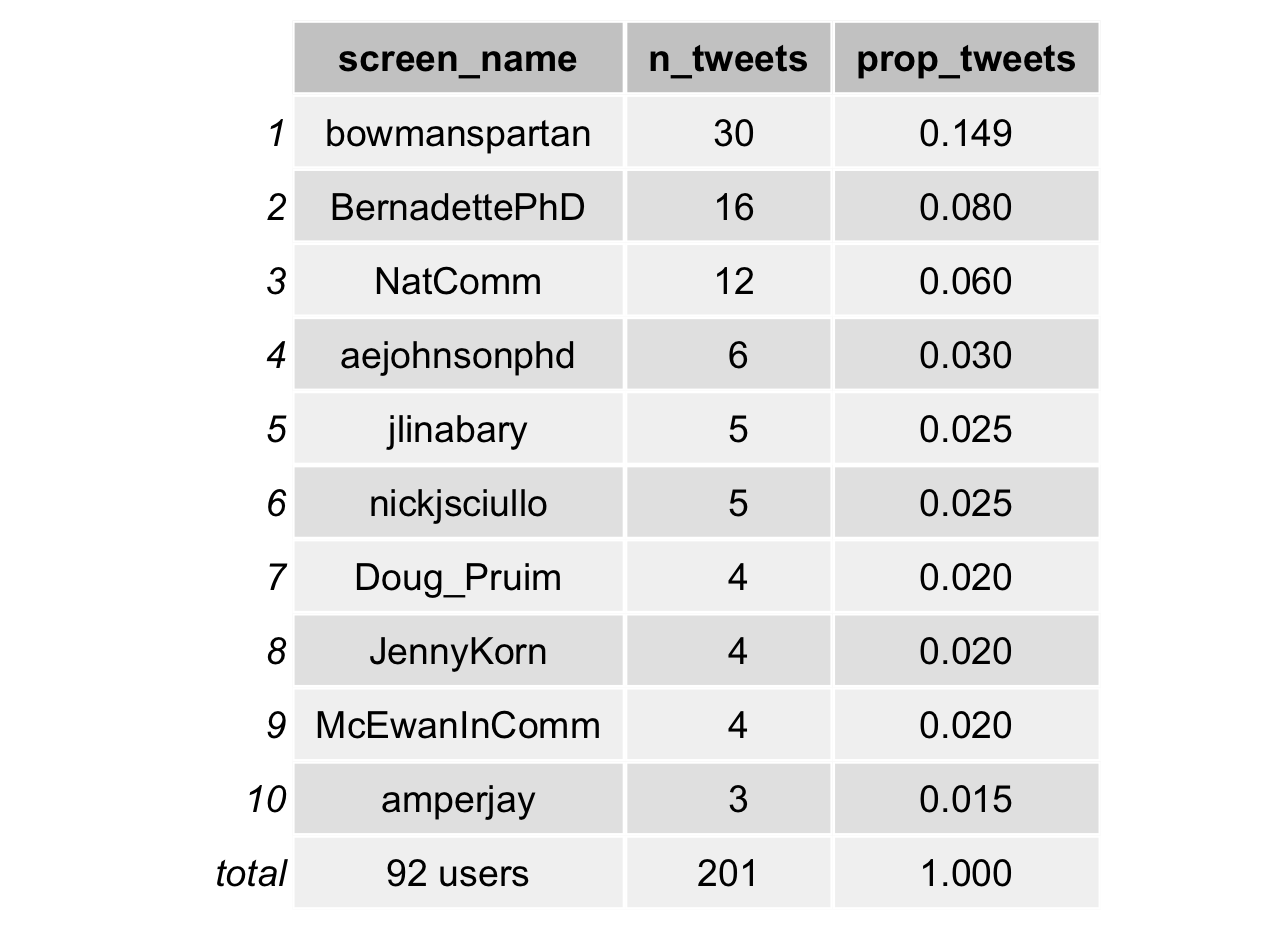 screen_name n_tweets prop_tweets
1 bowmanspartan 30 0.149
2 BernadettePhD 16 0.080
3 NatComm 12 0.060
4 aejohnsonphd 6 0.030
5 jlinabary 5 0.025
6 nickjsciullo 5 0.025
7 Doug_Pruim 4 0.020
8 JennyKorn 4 0.020
9 McEwanInComm 4 0.020
10 amperjay 3 0.015
total 92 users 201 1.000